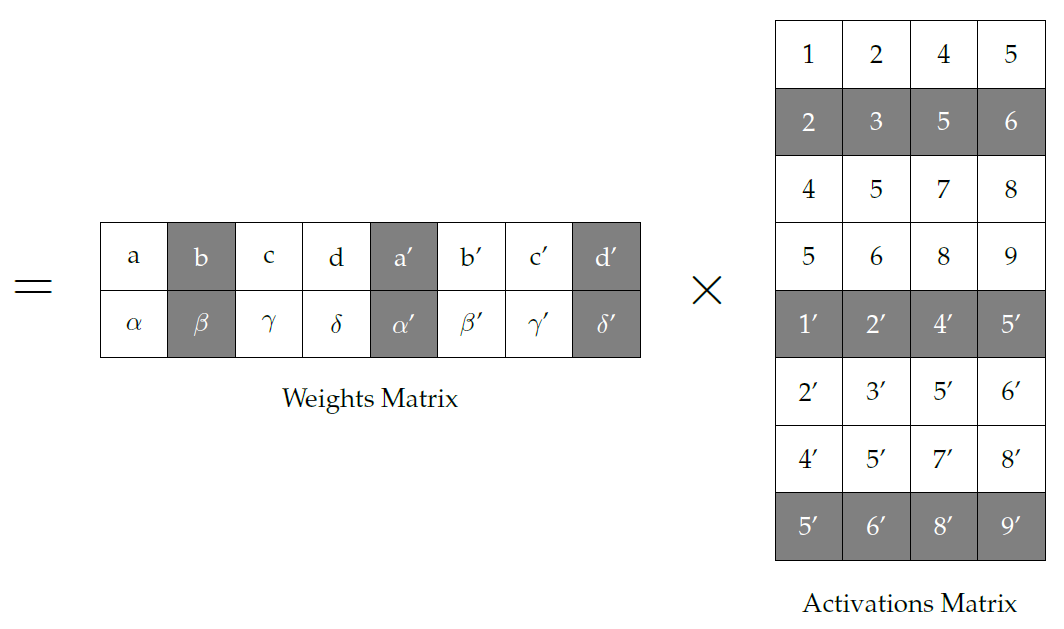 1 2 4 5
2 3 5 6
4 5 7 8
=
a b c d a′ b′ c′ d′
×
5 6 8 9
α β γ δ α′ β′ γ′ δ′
1′ 2′ 4′ 5′
Weights Matrix
2′ 3′ 5′ 6′
4′ 5′ 7′ 8′
5′ 6′ 8′ 9′
Activations Matrix